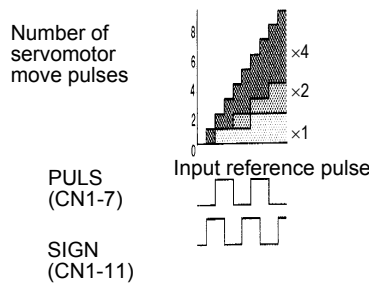 Number of
servomotor
move pulses
8
6
4
2
0
×4
×2
×1
Input reference pulse
PULS
(CN1-7)
SIGN
(CN1-11)